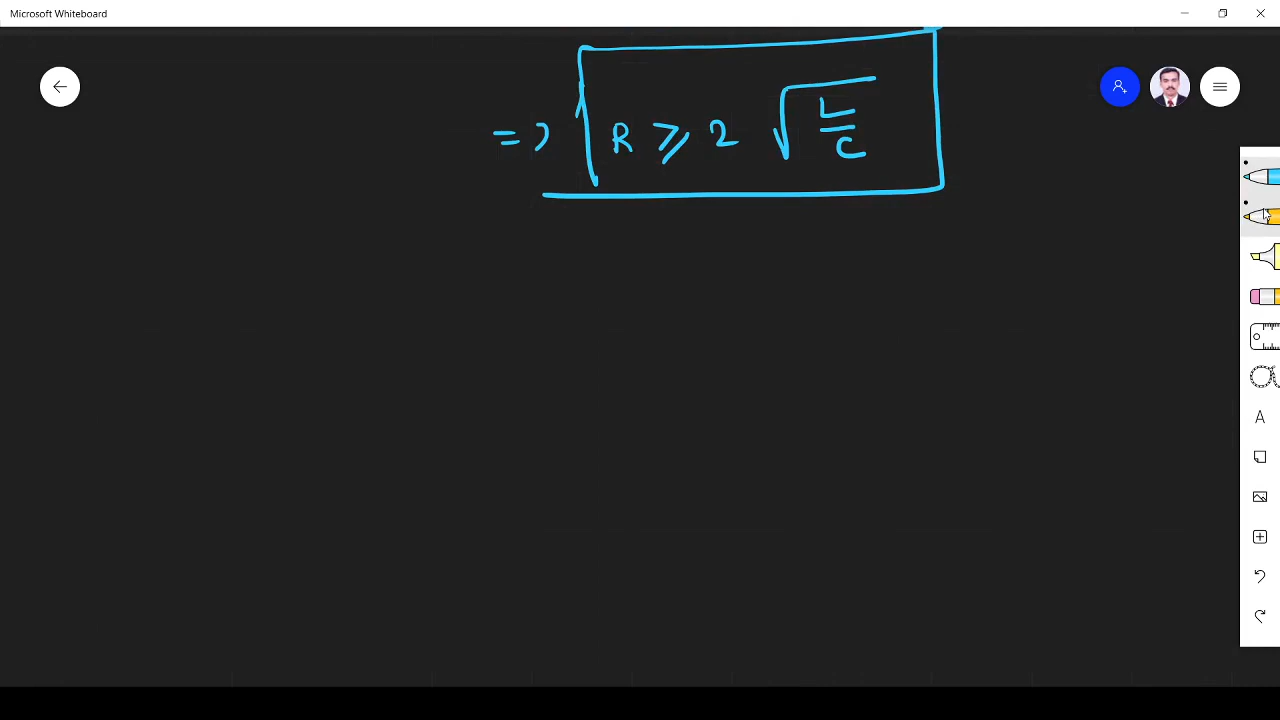 Microsoft Whiteboard
=> R ⩾ 2 √(L/C)
A